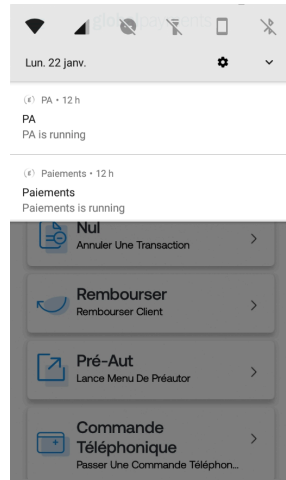 globalpayments
Lun. 22 janv.
PA • 12 h
PA
PA is running
Paiements • 12 h
Paiements
Paiements is running
Nul
Annuler Une Transaction
Rembourser
Rembourser Client
Pré-Aut
Lance Menu De Préautor
Commande
Téléphonique
Passer Une Commande Téléphon...